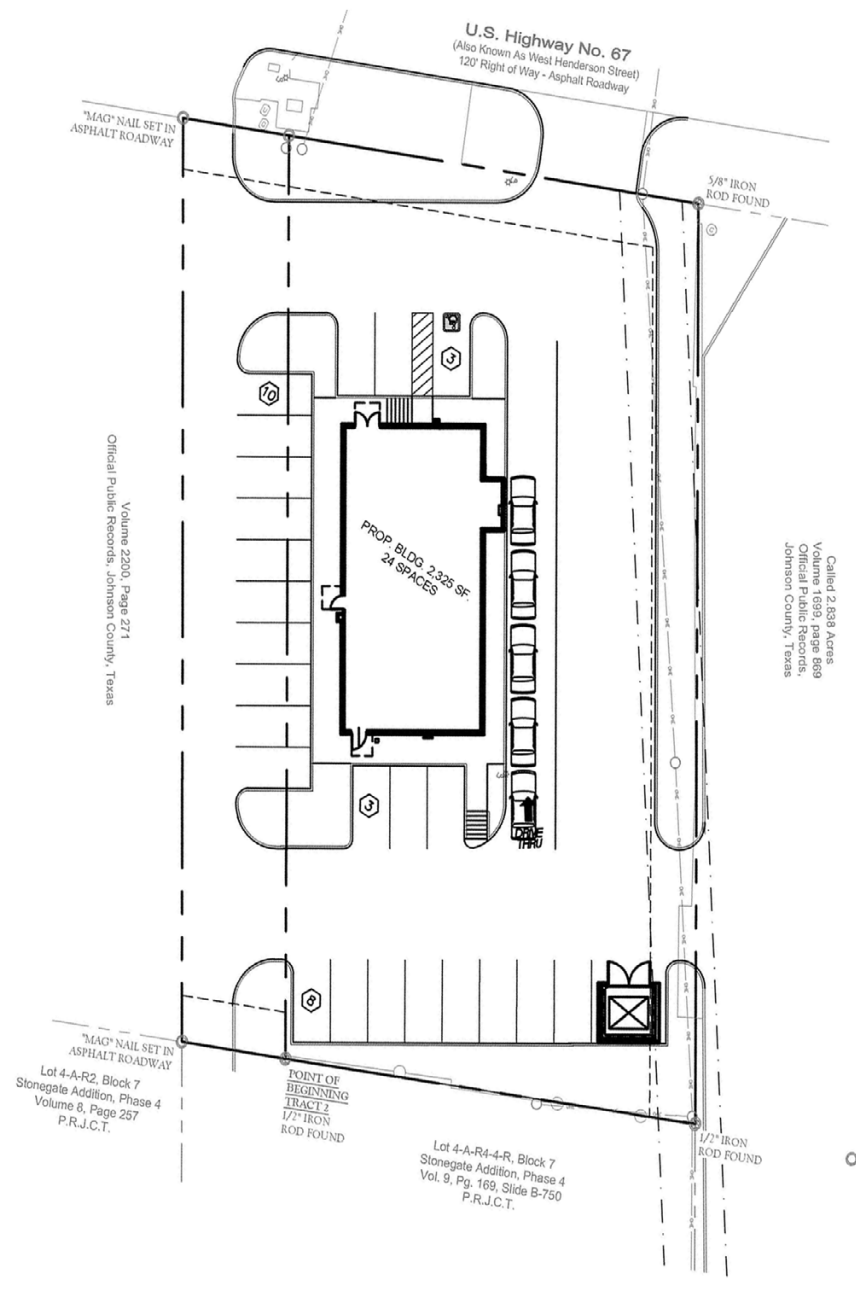 U.S. Highway No. 67
(Also Known As West Henderson Street)
120' Right of Way - Asphalt Roadway
"MAG" NAIL SET IN
ASPHALT ROADWAY
5/8" IRON
ROD FOUND
3
10
PROP. BLDG. 2,325 SF.
24 SPACES
Volume 2200, Page 271
Official Public Records, Johnson County, Texas
Called 2.838 Acres
Volume 1699, page 869
Official Public Records,
Johnson County, Texas
3
DRIVE
THRU
8
"MAG" NAIL SET IN
ASPHALT ROADWAY
Lot 4-A-R2, Block 7
Stonegate Addition, Phase 4
Volume 8, Page 257
P.R.J.C.T.
POINT OF
BEGINNING
TRACT 2
1/2" IRON
ROD FOUND
1/2" IRON
ROD FOUND
Lot 4-A-R4-4-R, Block 7
Stonegate Addition, Phase 4
Vol. 9, Pg. 169, Slide B-750
P.R.J.C.T.